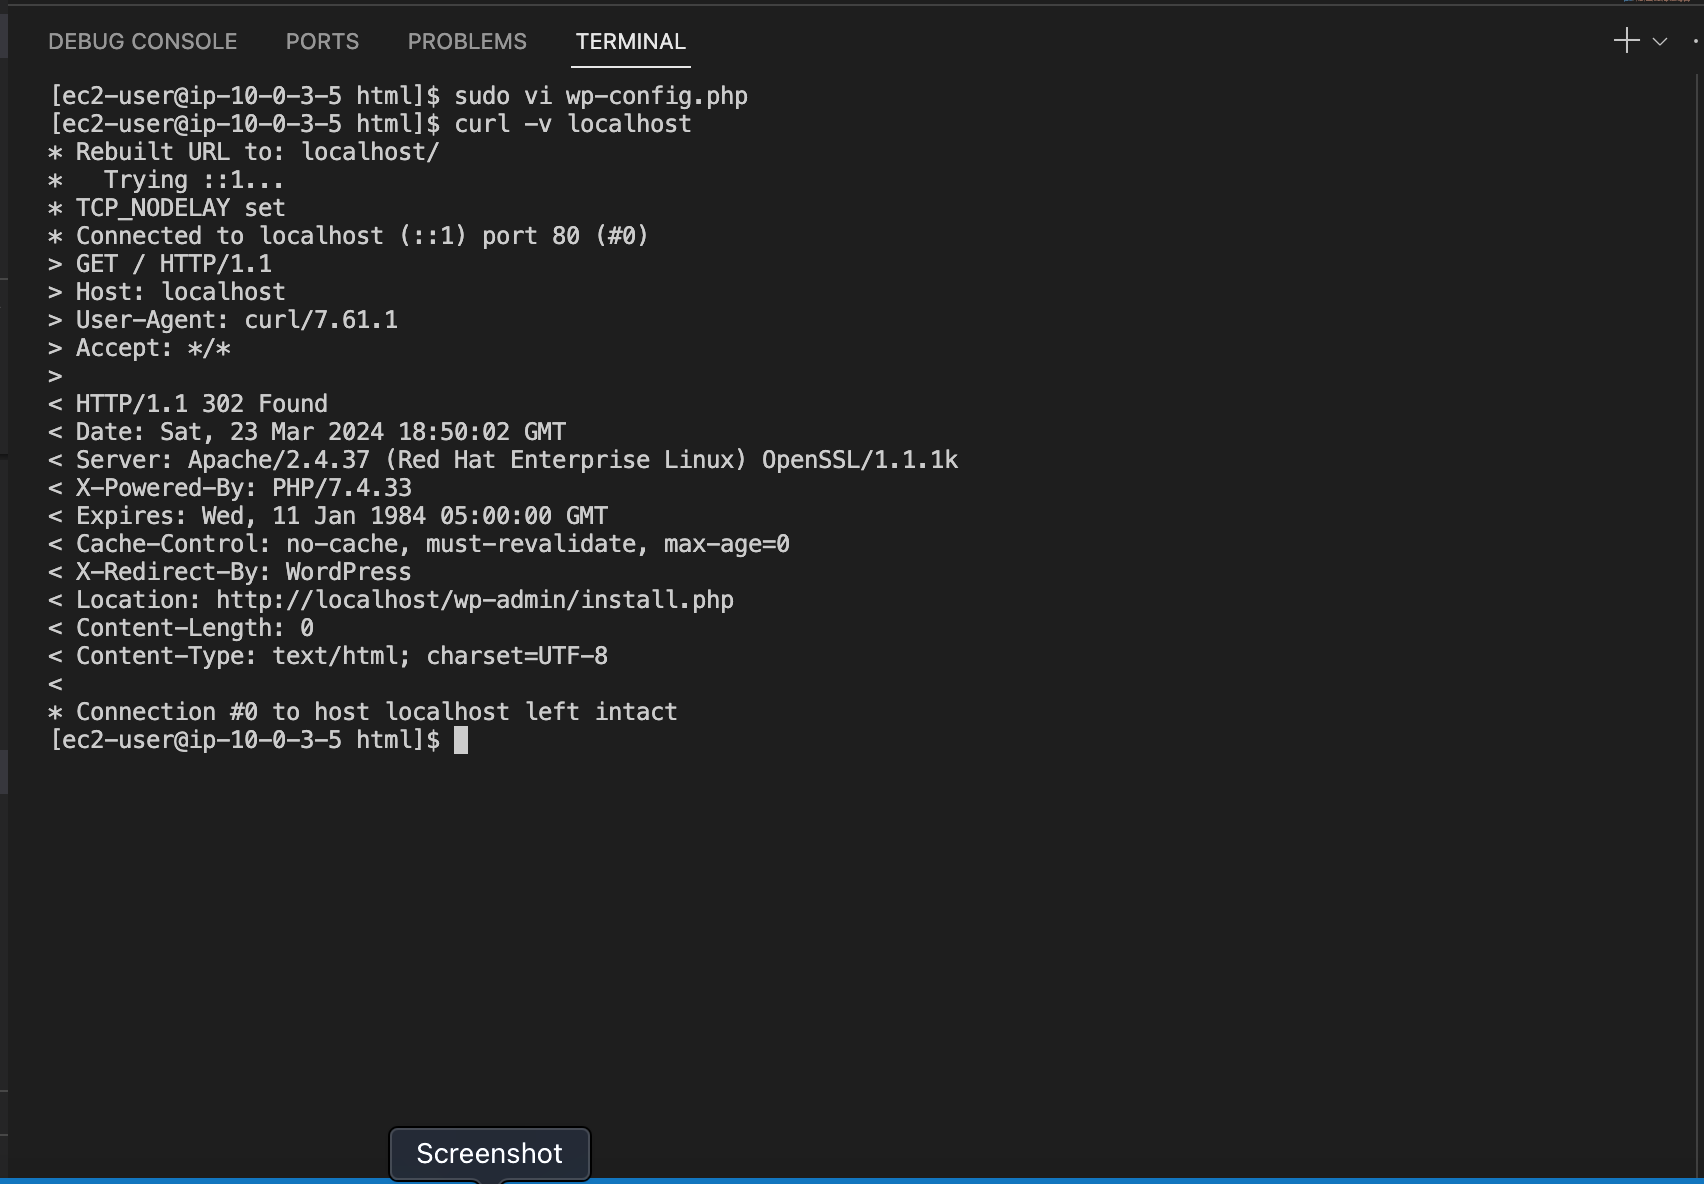 DEBUG CONSOLE PORTS PROBLEMS TERMINAL
[ec2-user@ip-10-0-3-5 html]$ sudo vi wp-config.php
[ec2-user@ip-10-0-3-5 html]$ curl -v localhost
* Rebuilt URL to: localhost/
*   Trying ::1...
* TCP_NODELAY set
* Connected to localhost (::1) port 80 (#0)
> GET / HTTP/1.1
> Host: localhost
> User-Agent: curl/7.61.1
> Accept: */*
>
< HTTP/1.1 302 Found
< Date: Sat, 23 Mar 2024 18:50:02 GMT
< Server: Apache/2.4.37 (Red Hat Enterprise Linux) OpenSSL/1.1.1k
< X-Powered-By: PHP/7.4.33
< Expires: Wed, 11 Jan 1984 05:00:00 GMT
< Cache-Control: no-cache, must-revalidate, max-age=0
< X-Redirect-By: WordPress
< Location: http://localhost/wp-admin/install.php
< Content-Length: 0
< Content-Type: text/html; charset=UTF-8
<
* Connection #0 to host localhost left intact
[ec2-user@ip-10-0-3-5 html]$
Screenshot